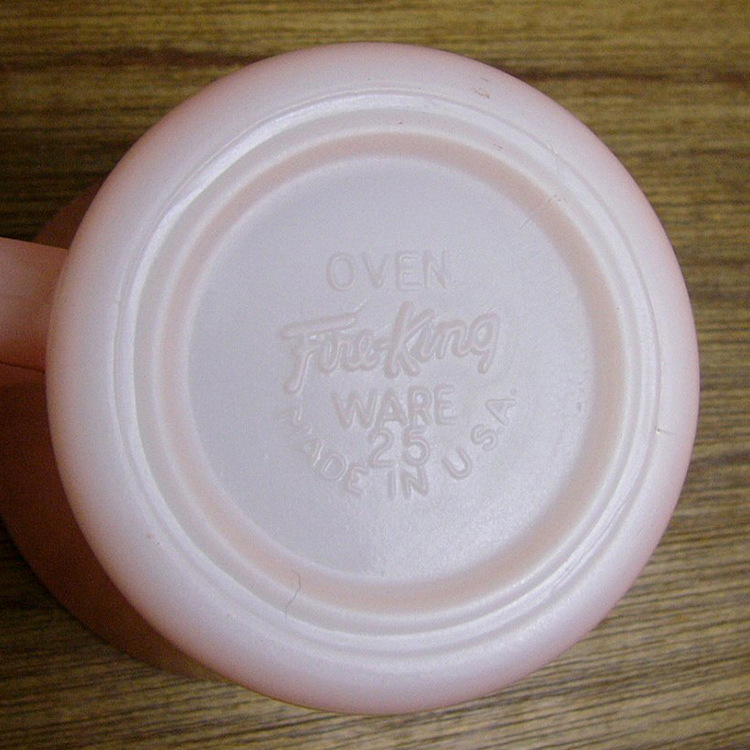 OVEN
Fire-King
WARE
25
MADE IN U.S.A.